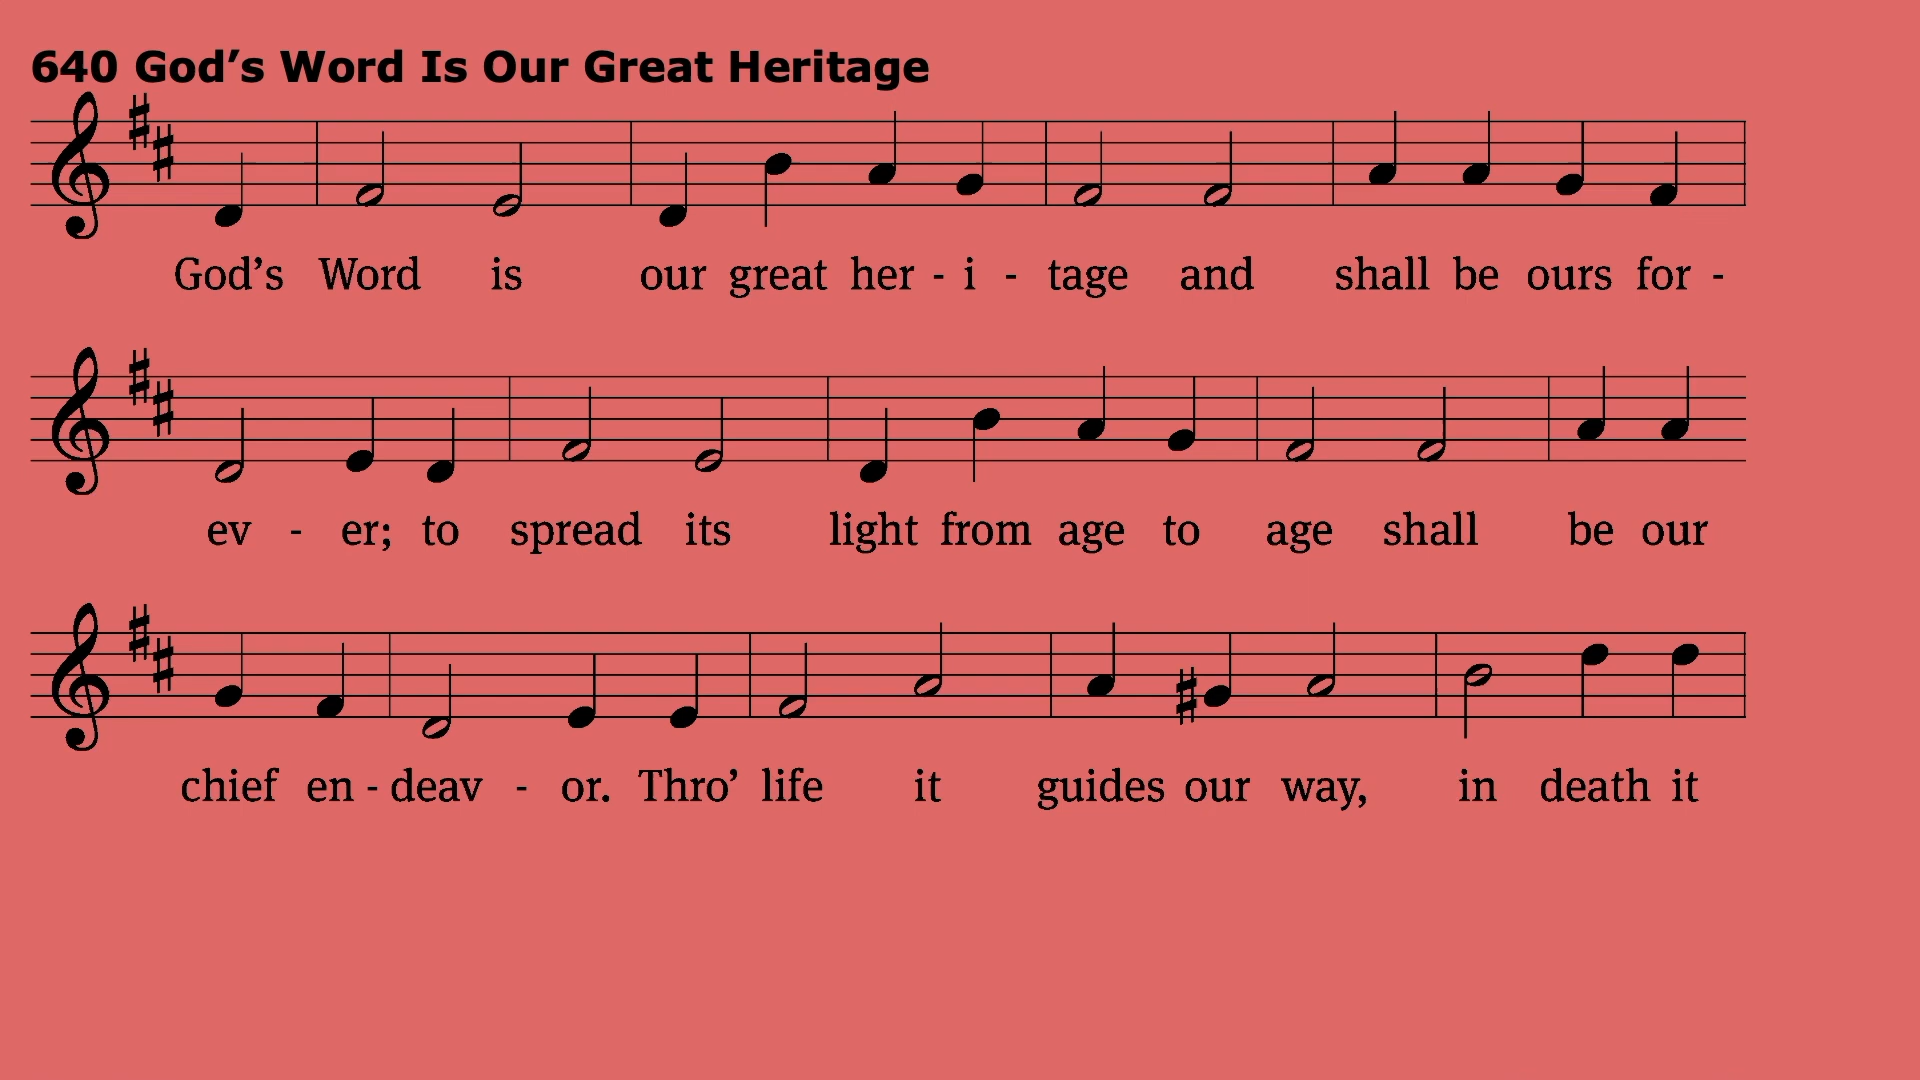 640 God’s Word Is Our Great Heritage
God’s Word is our great her - i - tage and shall be ours for -
ev - er; to spread its light from age to age shall be our
chief en - deav - or. Thro’ life it guides our way, in death it